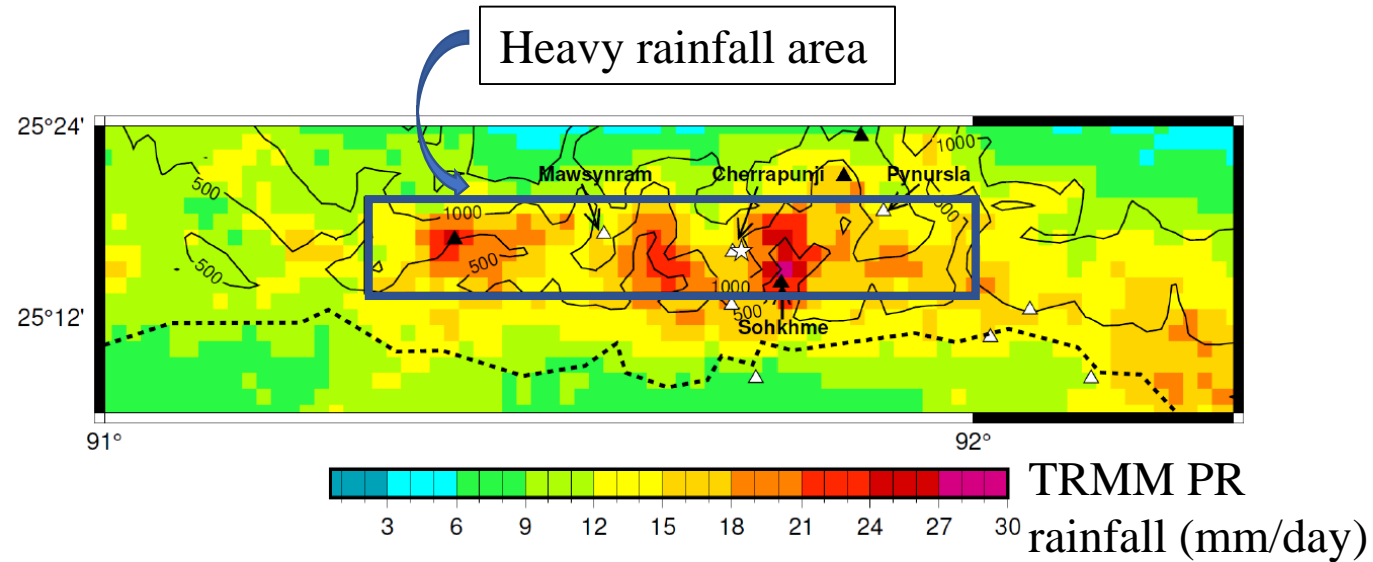 Heavy rainfall area
25°24'
1000
500
Mawsynram
Cherrapunji
Pynursla
1000
500
500
500
1000
500
25°12'
Sohkhme
91°
92°
3 6 9 12 15 18 21 24 27 30
TRMM PR
rainfall (mm/day)